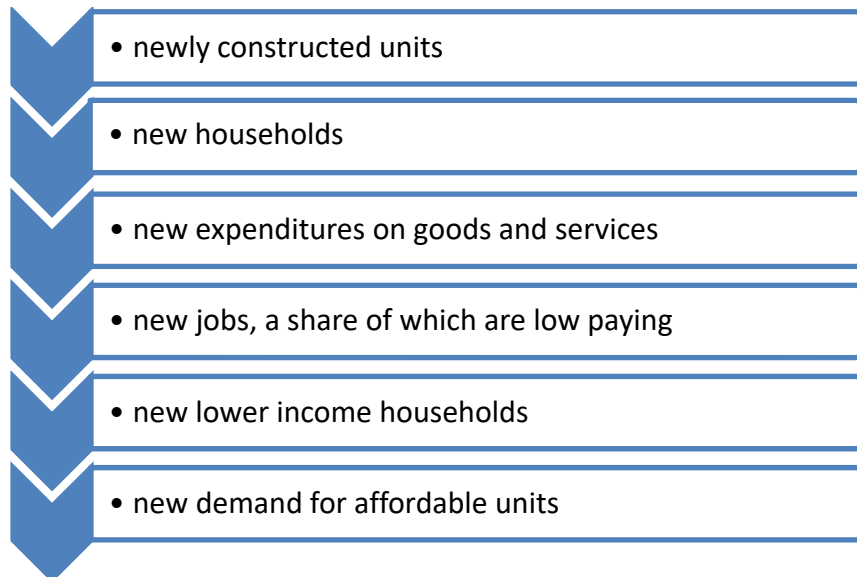 • newly constructed units
• new households
• new expenditures on goods and services
• new jobs, a share of which are low paying
• new lower income households
• new demand for affordable units